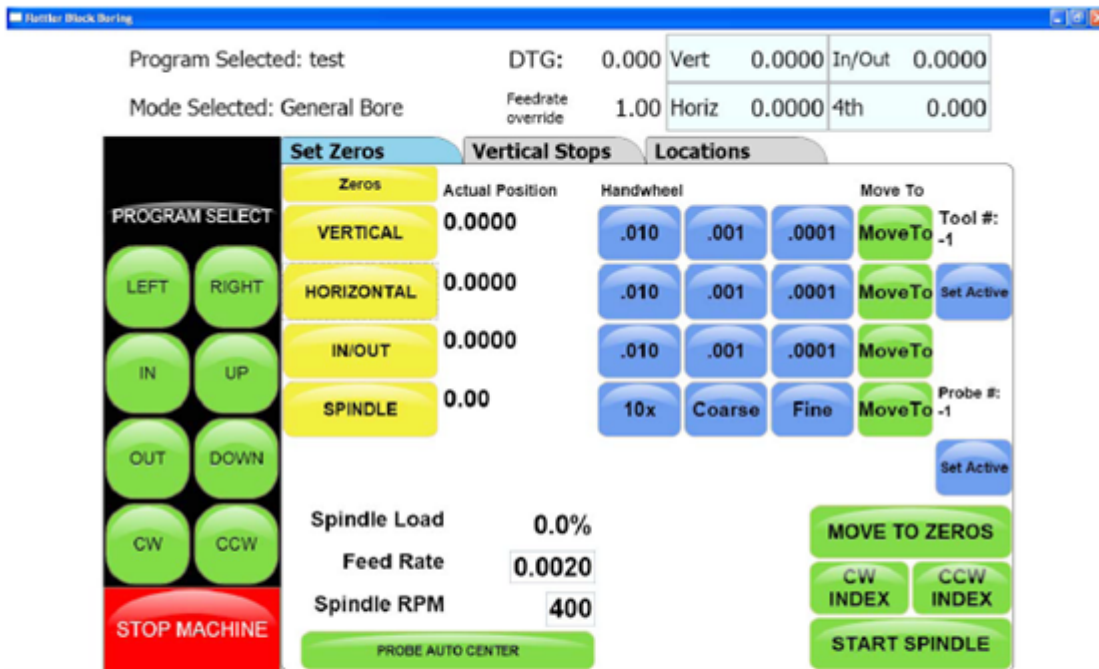 Rottler Block Boring
Program Selected: test DTG: 0.000 Vert 0.0000 In/Out 0.0000
Mode Selected: General Bore Feedrate override 1.00 Horiz 0.0000 4th 0.000
Set Zeros Vertical Stops Locations
Zeros Actual Position Handwheel Move To
PROGRAM SELECT
VERTICAL 0.0000 .010 .001 .0001 MoveTo Tool #: -1
LEFT RIGHT HORIZONTAL 0.0000 .010 .001 .0001 MoveTo Set Active
IN UP IN/OUT 0.0000 .010 .001 .0001 MoveTo
SPINDLE 0.00 10x Coarse Fine MoveTo Probe #: -1
OUT DOWN Set Active
Spindle Load 0.0% MOVE TO ZEROS
CW CCW Feed Rate 0.0020 CW INDEX CCW INDEX
Spindle RPM 400
STOP MACHINE PROBE AUTO CENTER START SPINDLE